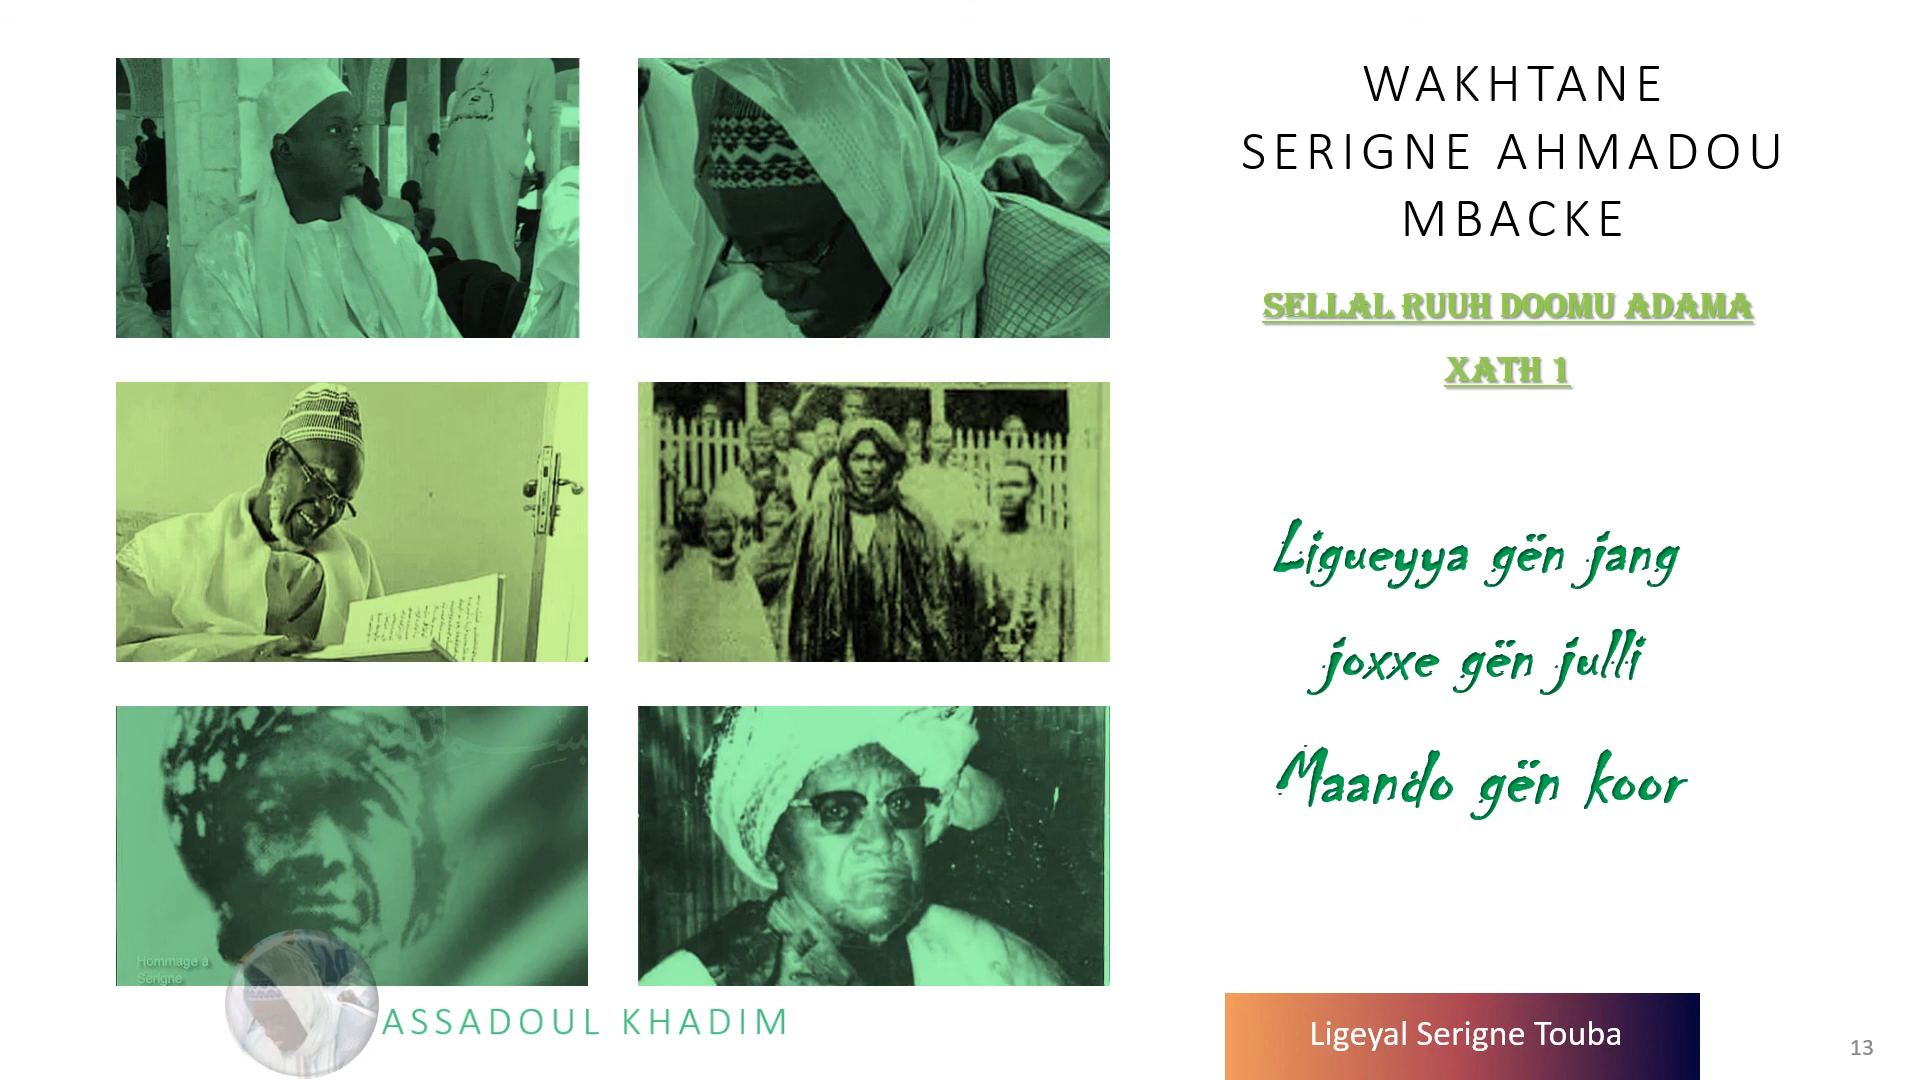 WAKHTANE
SERIGNE AHMADOU
MBACKE
SELLAL RUUH DOOMU ADAMA
XATH 1
Ligueyya gën jang
joxxe gën julli
Maando gën koor
Hommage à
Serigne
ASSADOUL KHADIM
Ligeyal Serigne Touba
13